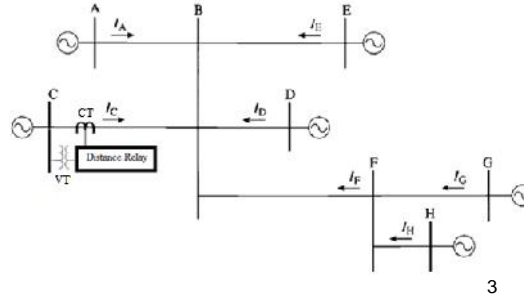 A
B
E
I_A
I_E
C
CT
I_C
D
I_D
Distance Relay
VT
F
G
I_F
I_G
H
I_H
3